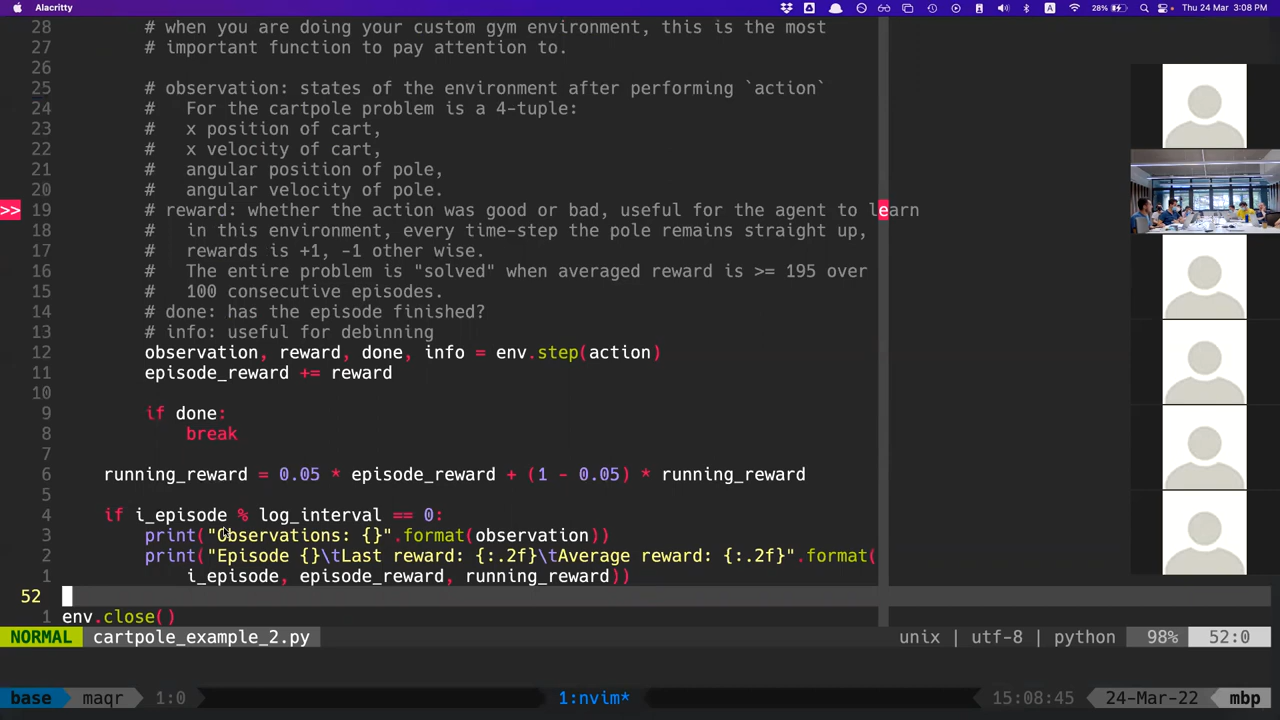 Alacritty 28% Thu 24 Mar 3:08 PM
28 # when you are doing your custom gym environment, this is the most
27 # important function to pay attention to.
26
25 # observation: states of the environment after performing `action`
24 #   For the cartpole problem is a 4-tuple:
23 #   x position of cart,
22 #   x velocity of cart,
21 #   angular position of pole,
20 #   angular velocity of pole.
>> 19 # reward: whether the action was good or bad, useful for the agent to learn
18 #   in this environment, every time-step the pole remains straight up,
17 #   rewards is +1, -1 other wise.
16 #   The entire problem is "solved" when averaged reward is >= 195 over
15 #   100 consecutive episodes.
14 # done: has the episode finished?
13 # info: useful for debinning
12 observation, reward, done, info = env.step(action)
11 episode_reward += reward
10
9 if done:
8 break
7
6 running_reward = 0.05 * episode_reward + (1 - 0.05) * running_reward
5
4 if i_episode % log_interval == 0:
3 print("Observations: {}".format(observation))
2 print("Episode {}\tLast reward: {:.2f}\tAverage reward: {:.2f}".format(
1 i_episode, episode_reward, running_reward))
52
1 env.close()
NORMAL cartpole_example_2.py unix | utf-8 | python 98% 52:0
base maqr 1:0 1:nvim* 15:08:45 24-Mar-22 mbp